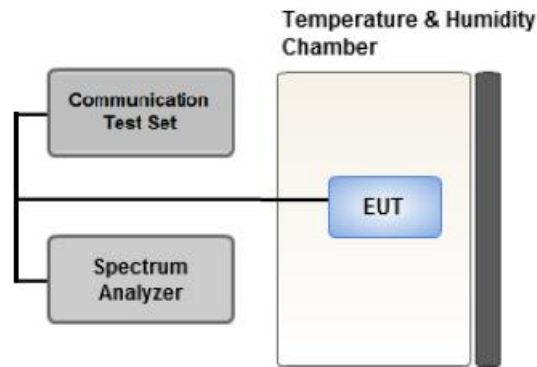 Temperature & Humidity
Chamber
Communication
Test Set
EUT
Spectrum
Analyzer